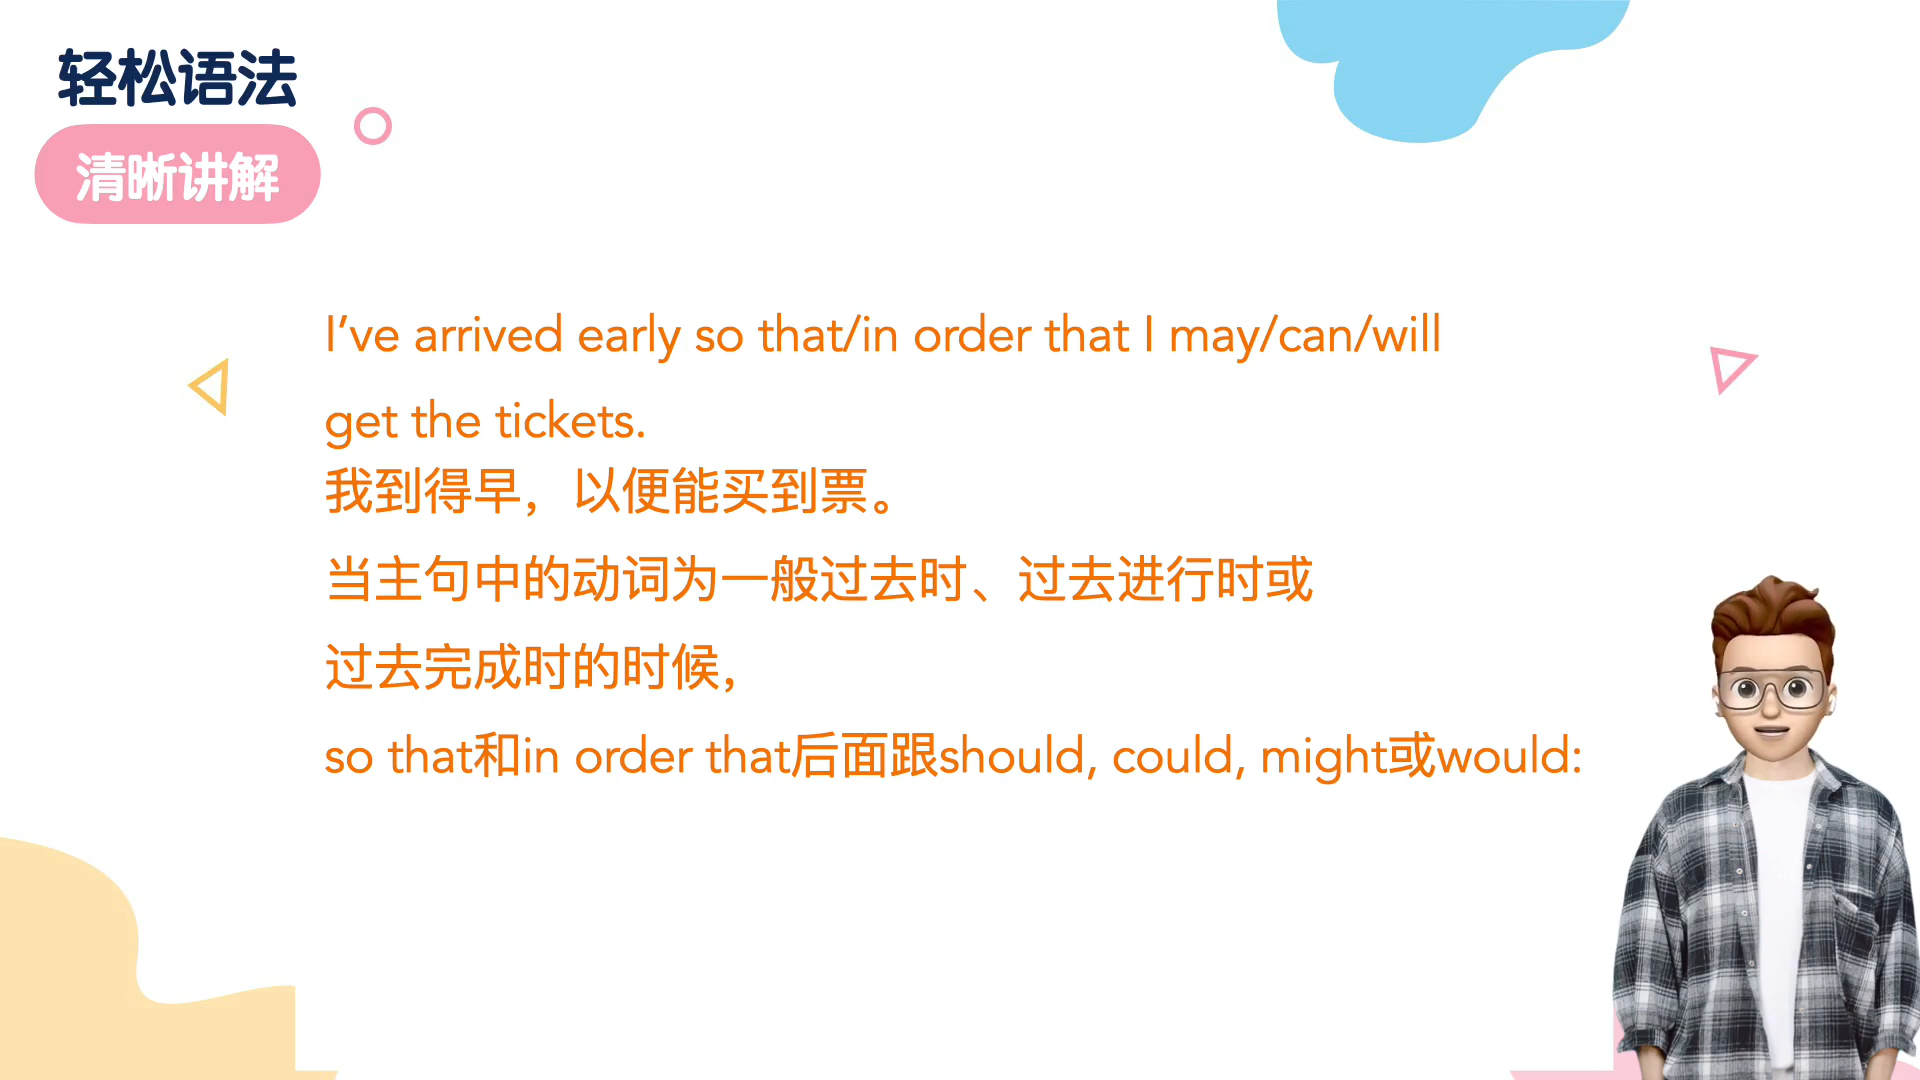 轻松语法
清晰讲解
I’ve arrived early so that/in order that I may/can/will
get the tickets.
我到得早，以便能买到票。
当主句中的动词为一般过去时、过去进行时或
过去完成时的时候，
so that和in order that后面跟should, could, might或would: